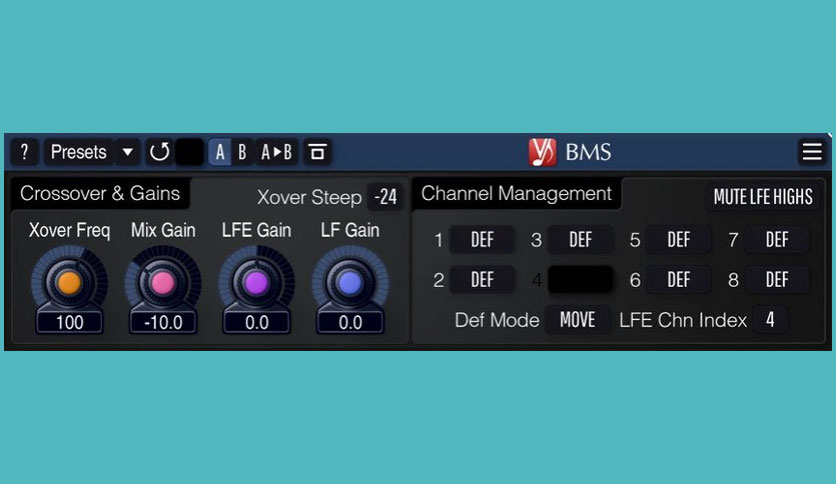 ? Presets A B A►B BMS
Crossover & Gains Xover Steep -24 Channel Management MUTE LFE HIGHS
Xover Freq Mix Gain LFE Gain LF Gain
1 DEF 3 DEF 5 DEF 7 DEF
2 DEF 4 6 DEF 8 DEF
100 -10.0 0.0 0.0
Def Mode MOVE LFE Chn Index 4